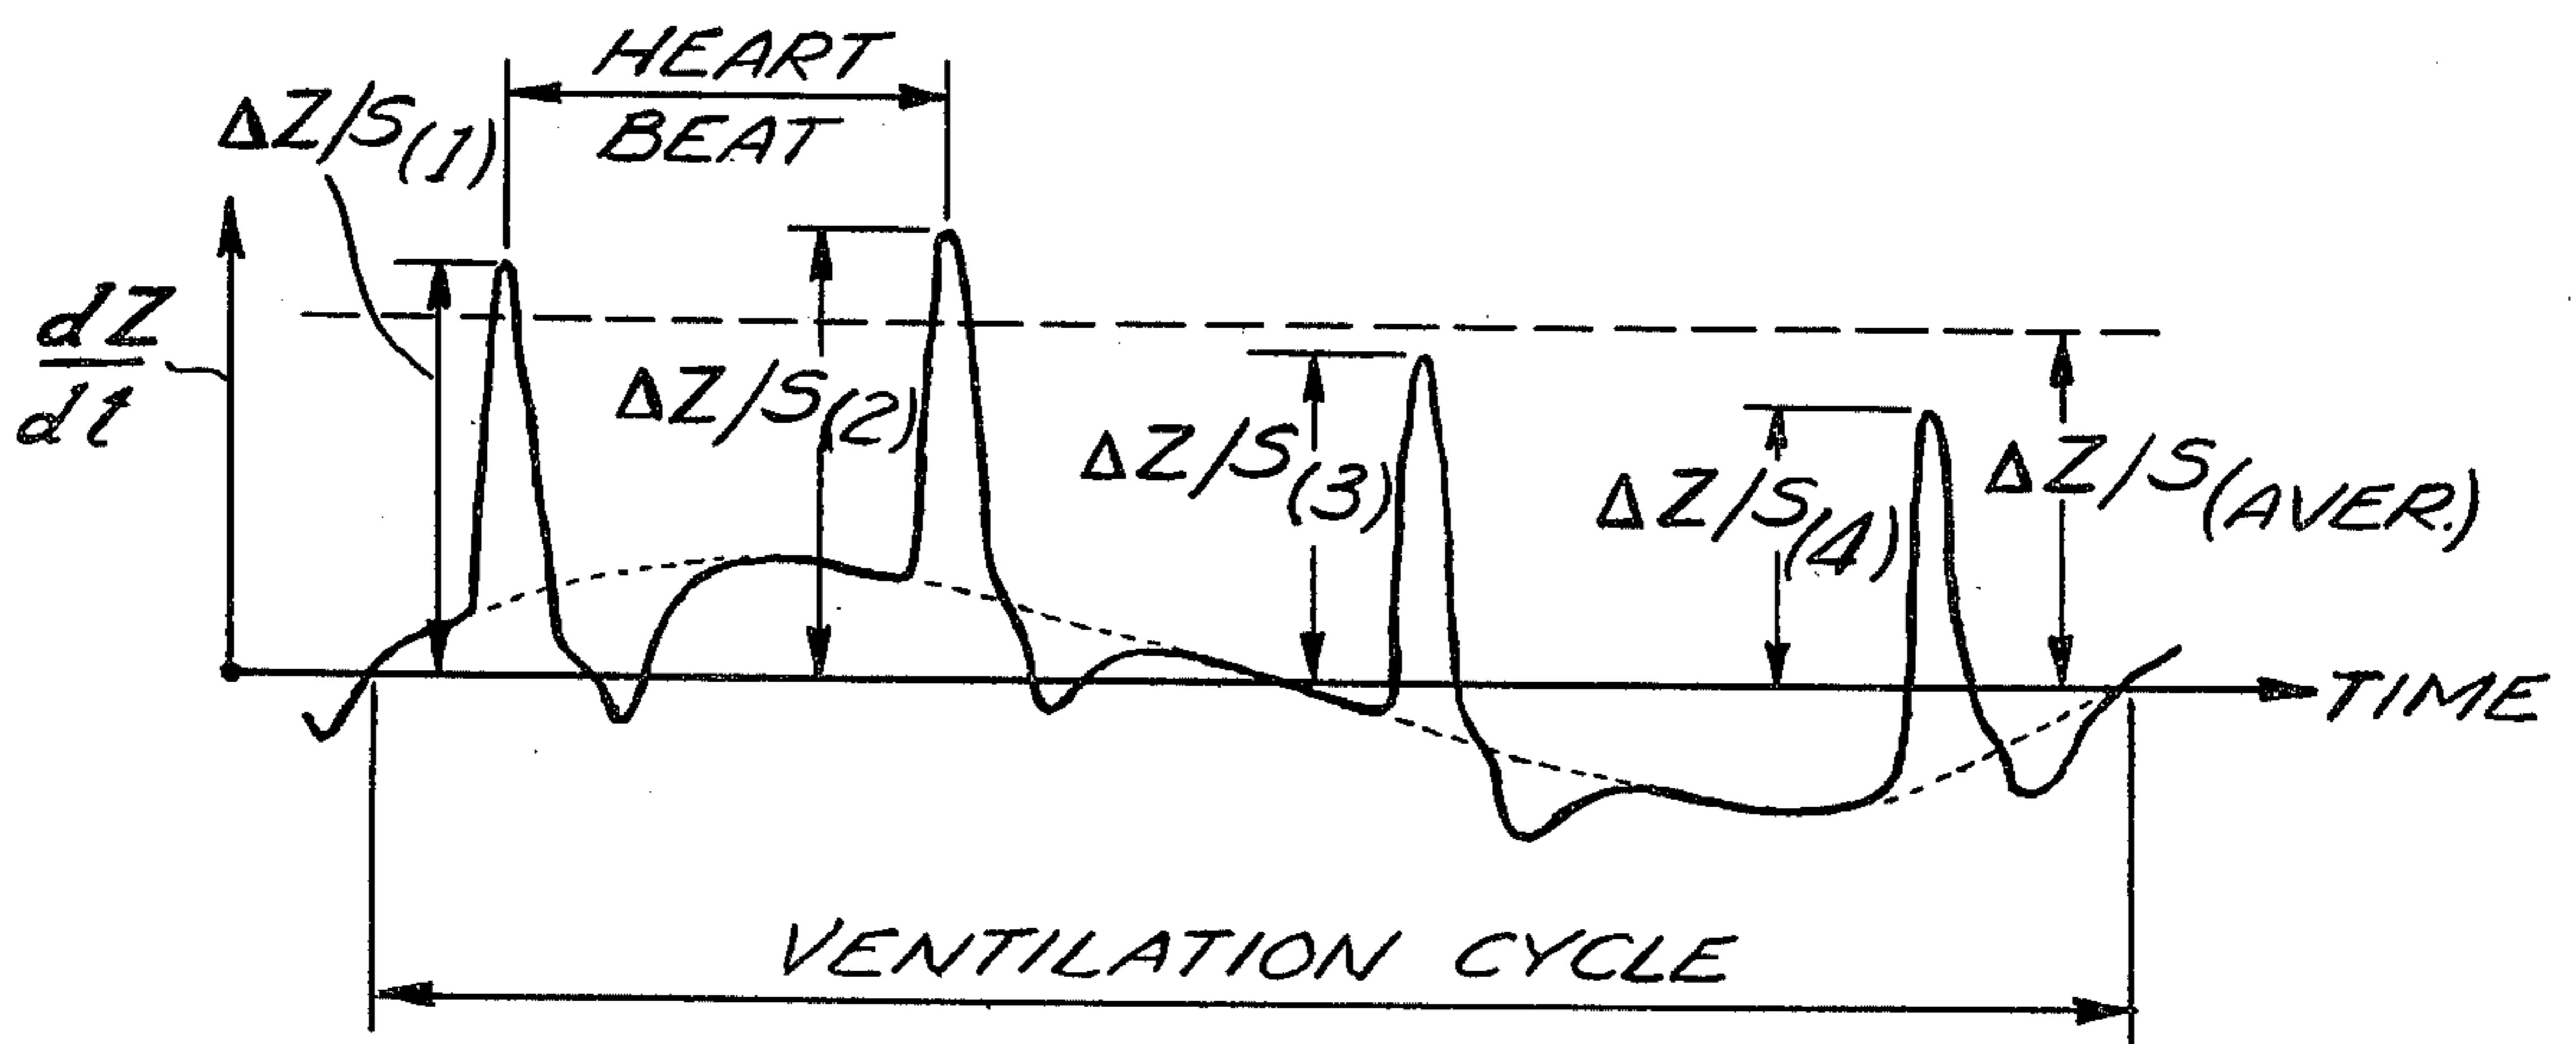 HEART
BEAT
ΔZ/S(1)
dZ
dt
ΔZ/S(2)
ΔZ/S(3)
ΔZ/S(4)
ΔZ/S(AVER.)
TIME
VENTILATION CYCLE